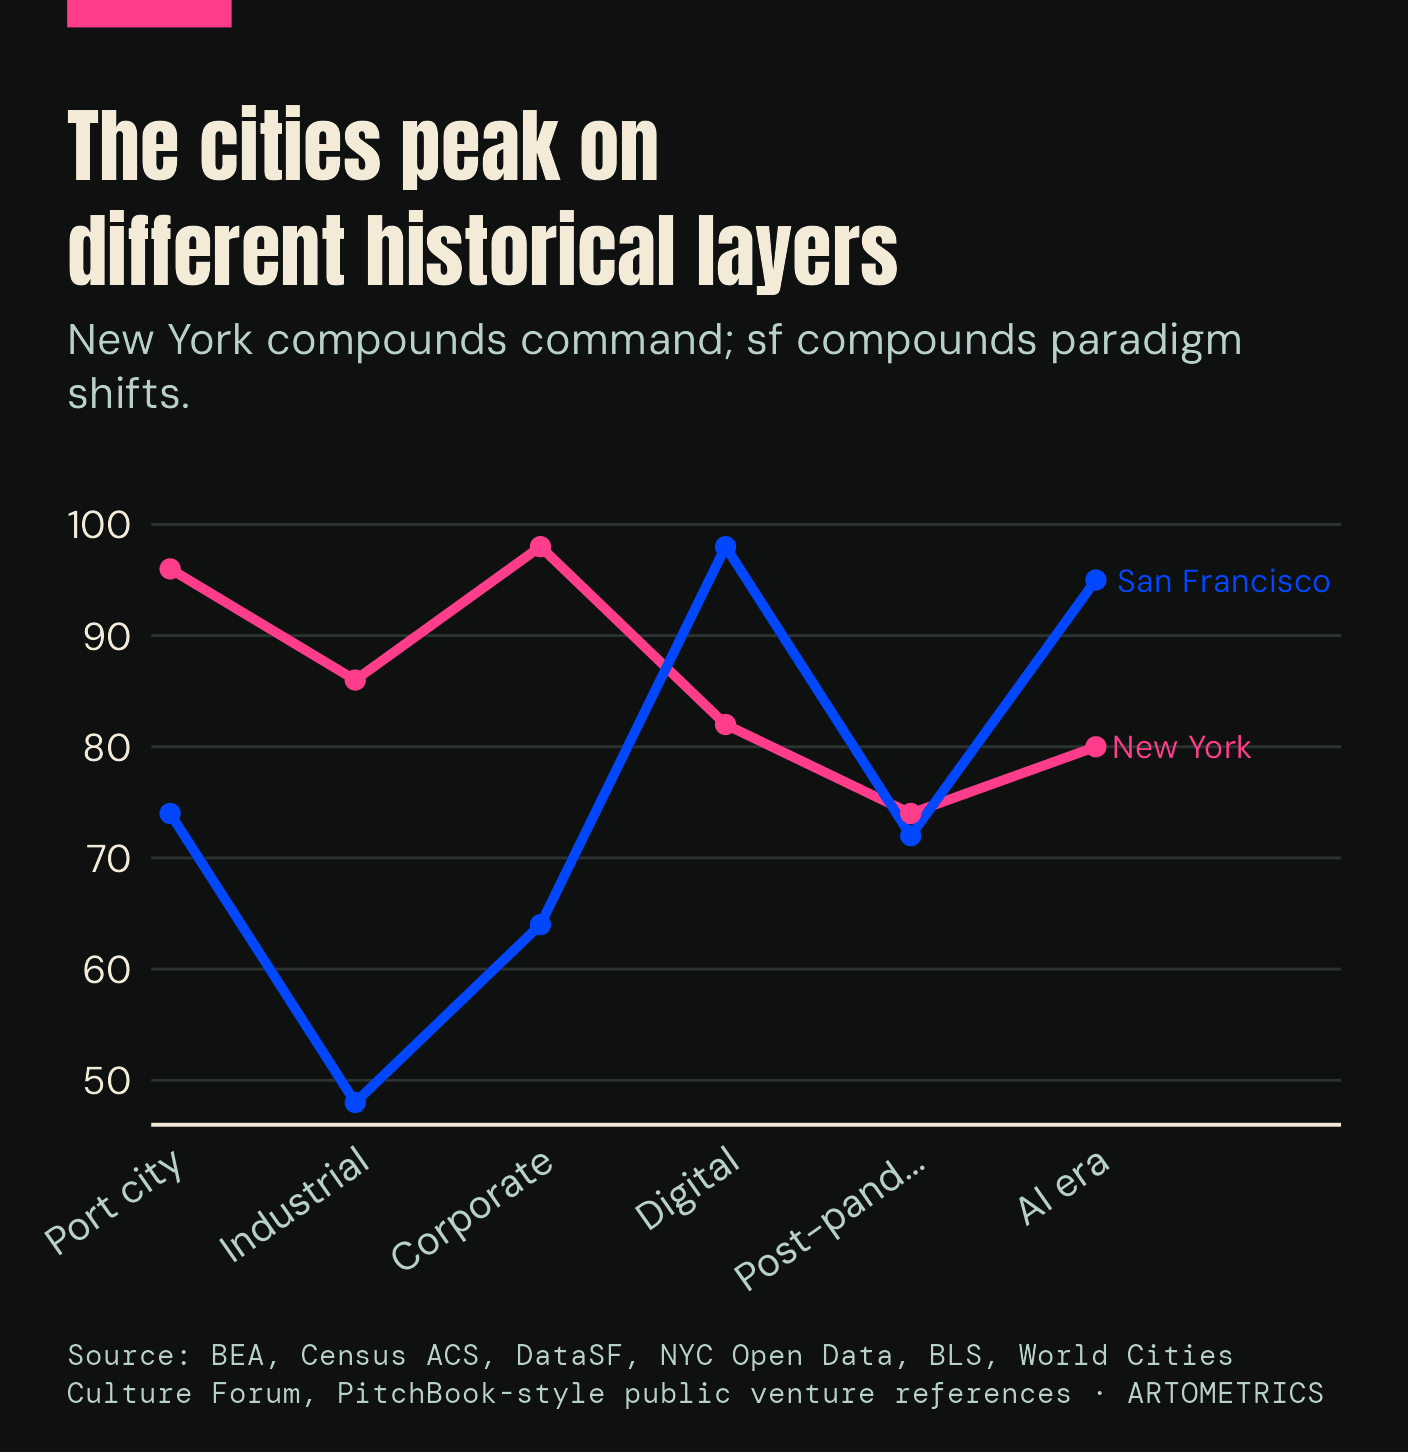 The cities peak on
different historical layers
New York compounds command; sf compounds paradigm
shifts.
100
90
80
70
60
50
San Francisco
New York
Port city
Industrial
Corporate
Digital
Post-pand...
AI era
Source: BEA, Census ACS, DataSF, NYC Open Data, BLS, World Cities
Culture Forum, PitchBook-style public venture references · ARTOMETRICS